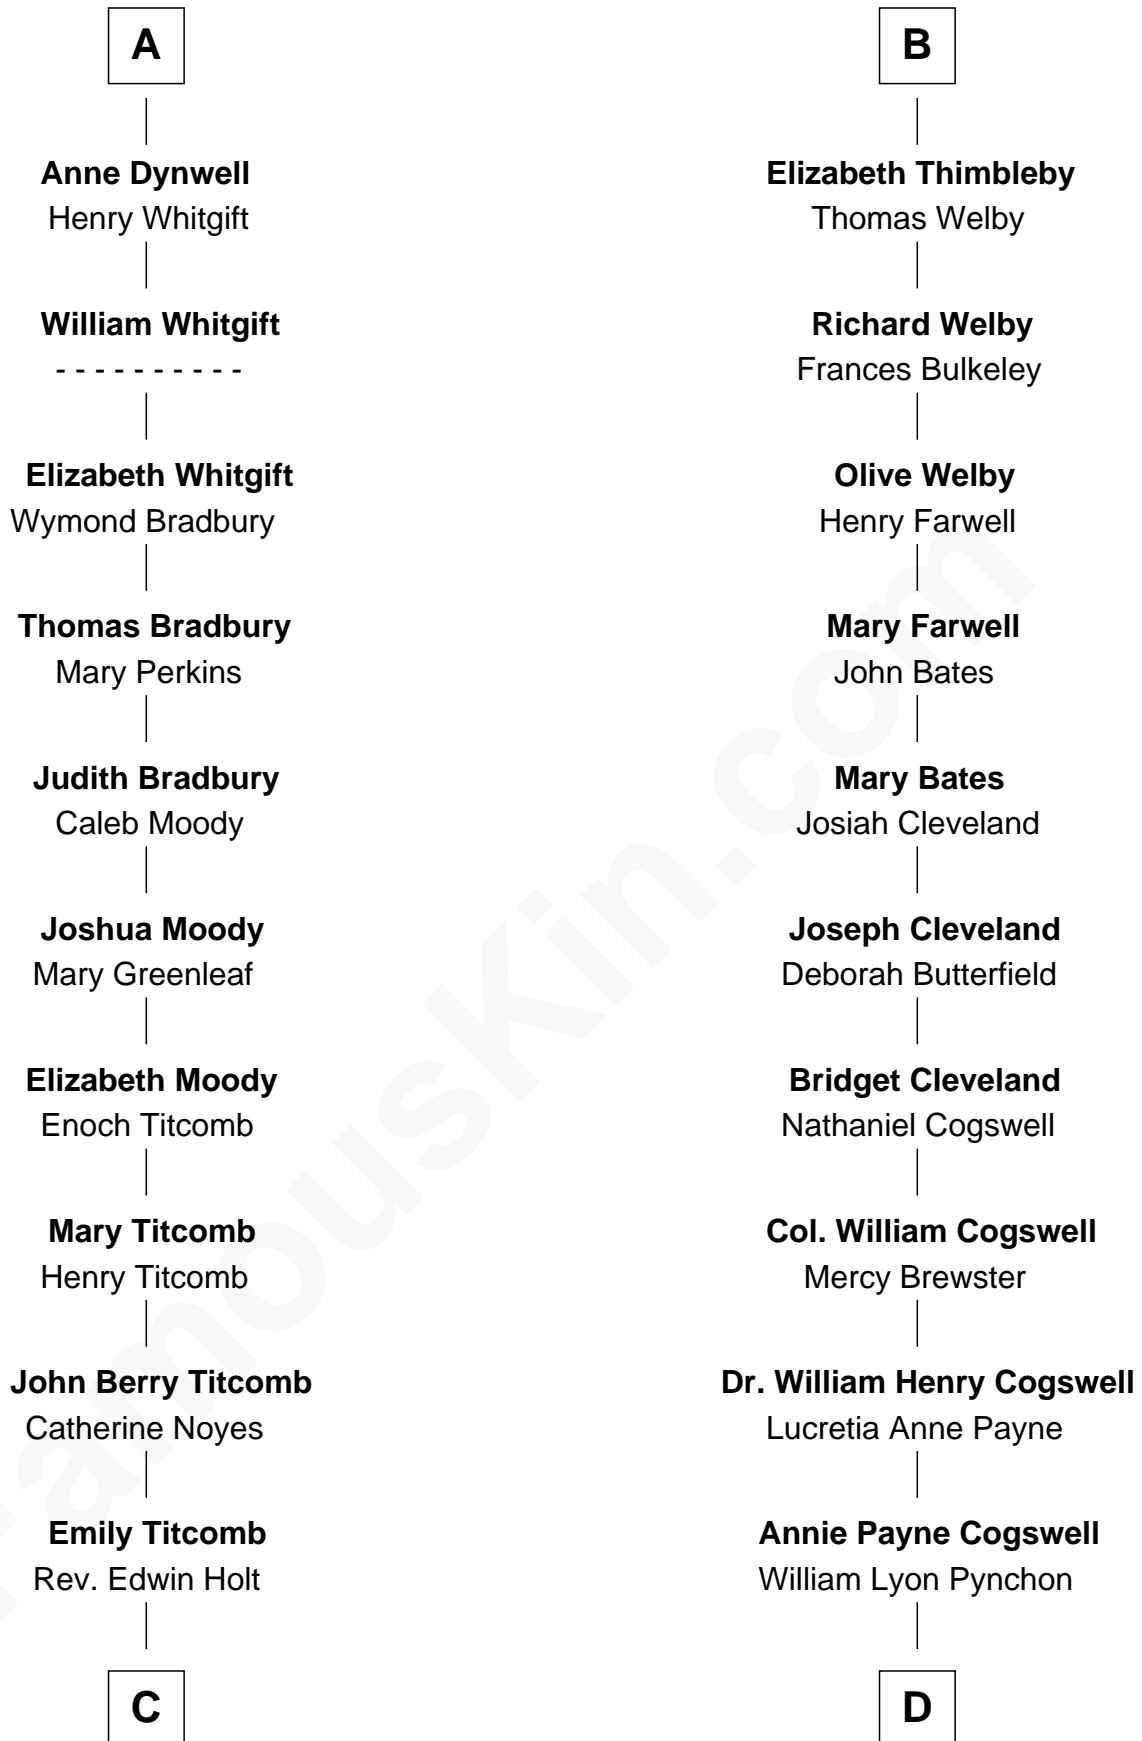 A
Anne Dynwell
Henry Whitgift
William Whitgift
- - - - - - - - - -
Elizabeth Whitgift
Wymond Bradbury
Thomas Bradbury
Mary Perkins
Judith Bradbury
Caleb Moody
Joshua Moody
Mary Greenleaf
Elizabeth Moody
Enoch Titcomb
Mary Titcomb
Henry Titcomb
John Berry Titcomb
Catherine Noyes
Emily Titcomb
Rev. Edwin Holt
C
B
Elizabeth Thimbleby
Thomas Welby
Richard Welby
Frances Bulkeley
Olive Welby
Henry Farwell
Mary Farwell
John Bates
Mary Bates
Josiah Cleveland
Joseph Cleveland
Deborah Butterfield
Bridget Cleveland
Nathaniel Cogswell
Col. William Cogswell
Mercy Brewster
Dr. William Henry Cogswell
Lucretia Anne Payne
Annie Payne Cogswell
William Lyon Pynchon
D
FamousKin.com